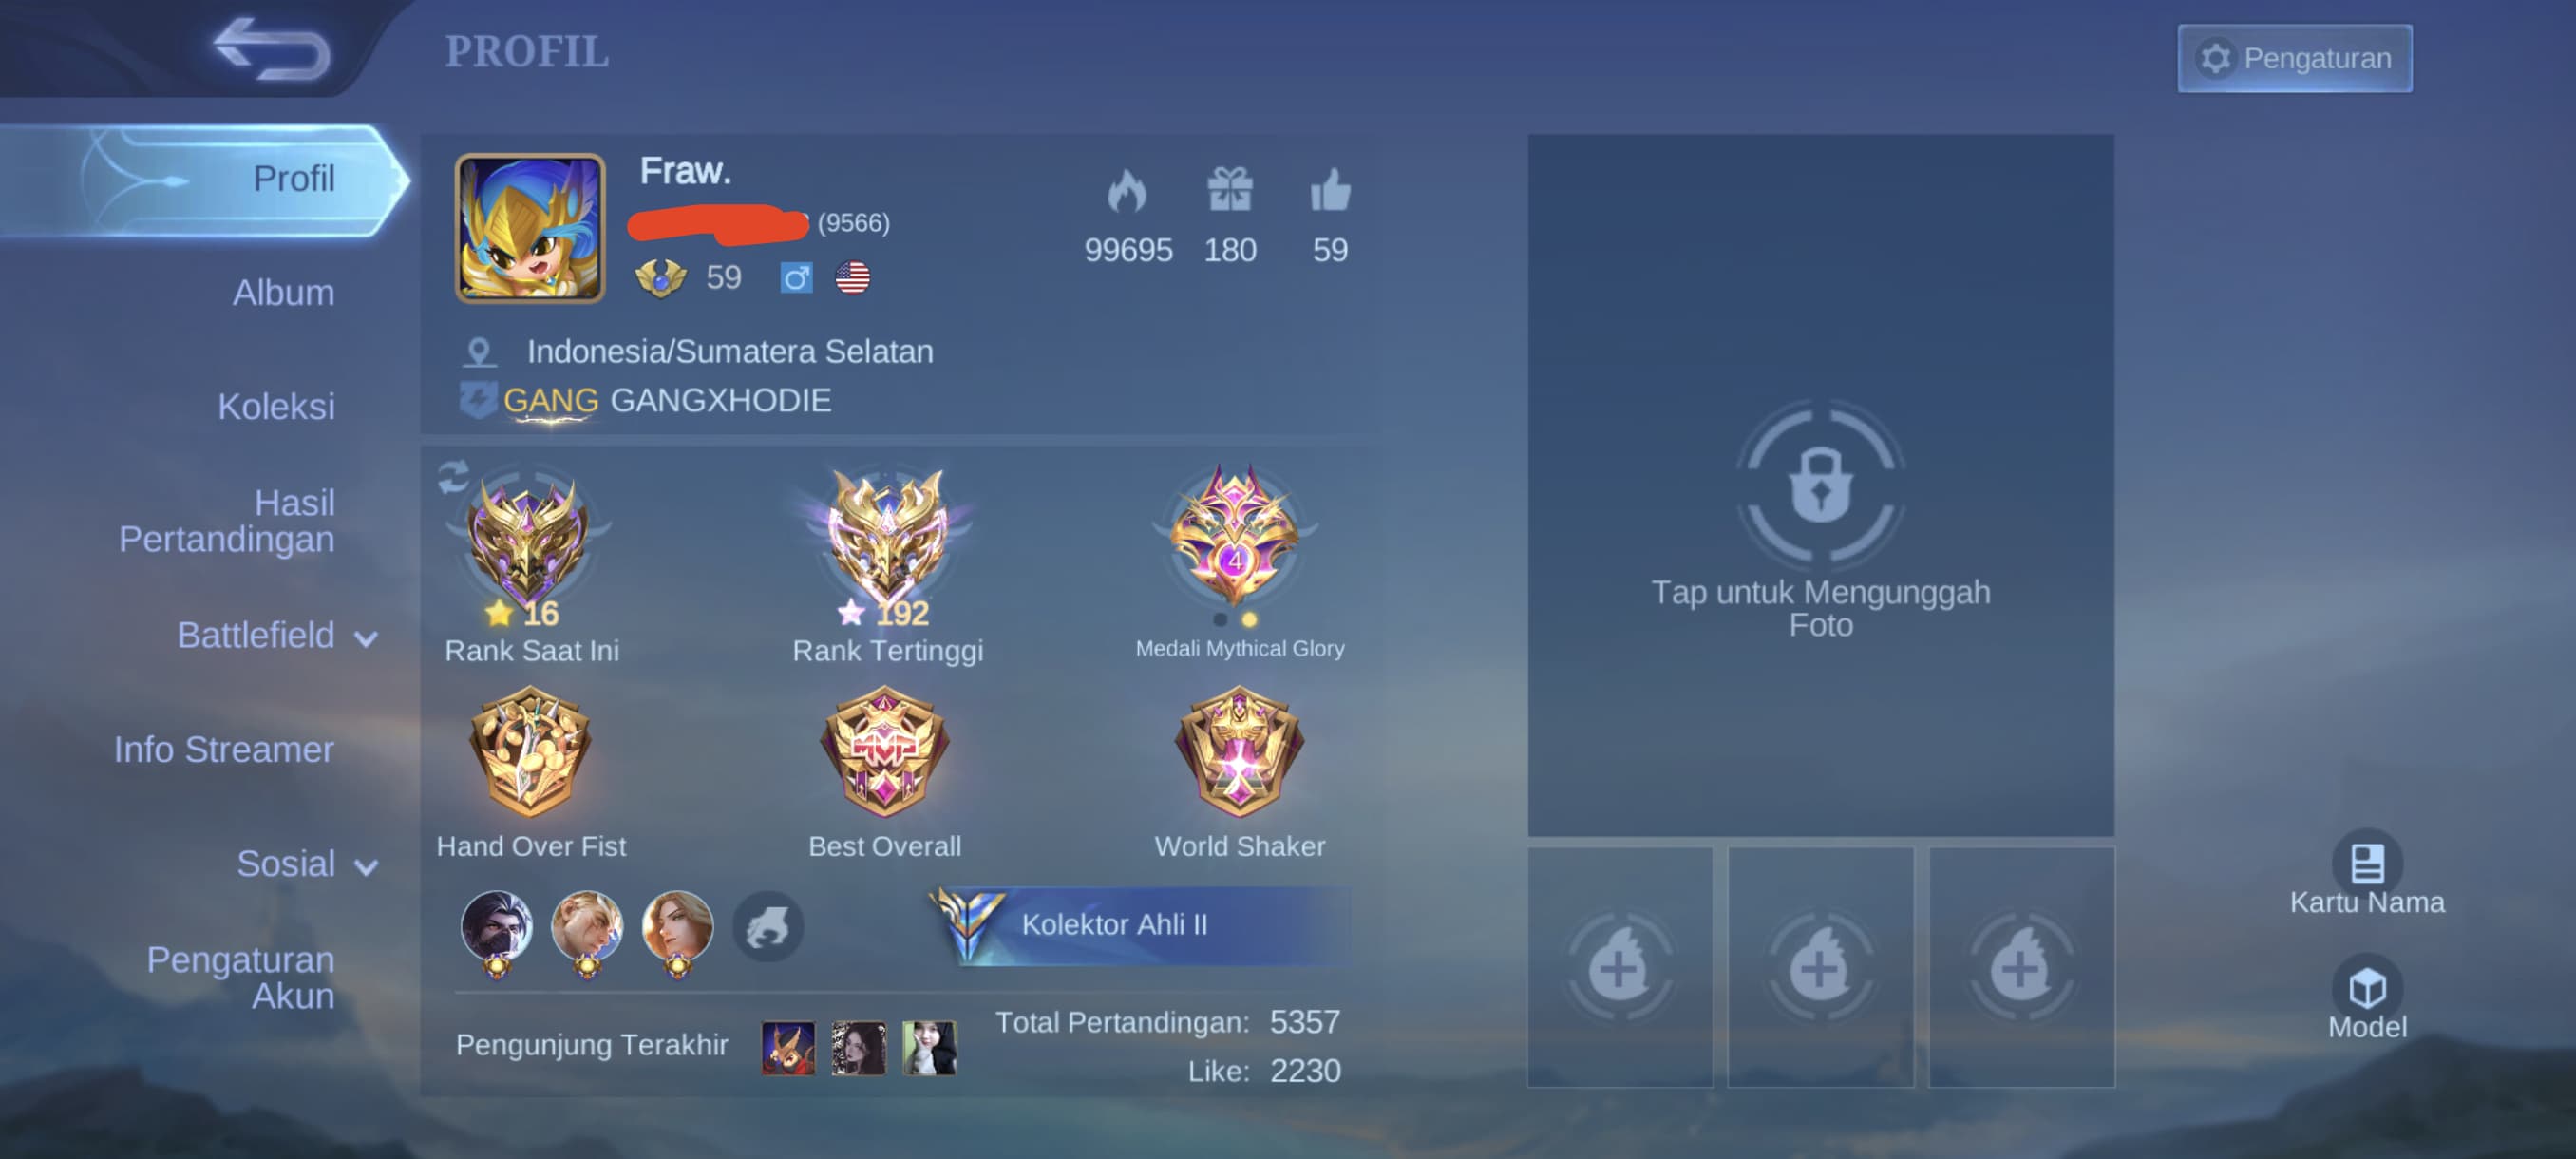 PROFIL
Pengaturan
Profil
Album
Koleksi
Hasil
Pertandingan
Battlefield
Info Streamer
Sosial
Pengaturan
Akun
Fraw.
(9566)
59
99695
180
59
Indonesia/Sumatera Selatan
GANG GANGXHODIE
16
Rank Saat Ini
192
Rank Tertinggi
4
Medali Mythical Glory
Hand Over Fist
MVP
Best Overall
World Shaker
Kolektor Ahli II
Pengunjung Terakhir
Total Pertandingan: 5357
Like: 2230
Tap untuk Mengunggah
Foto
Kartu Nama
Model